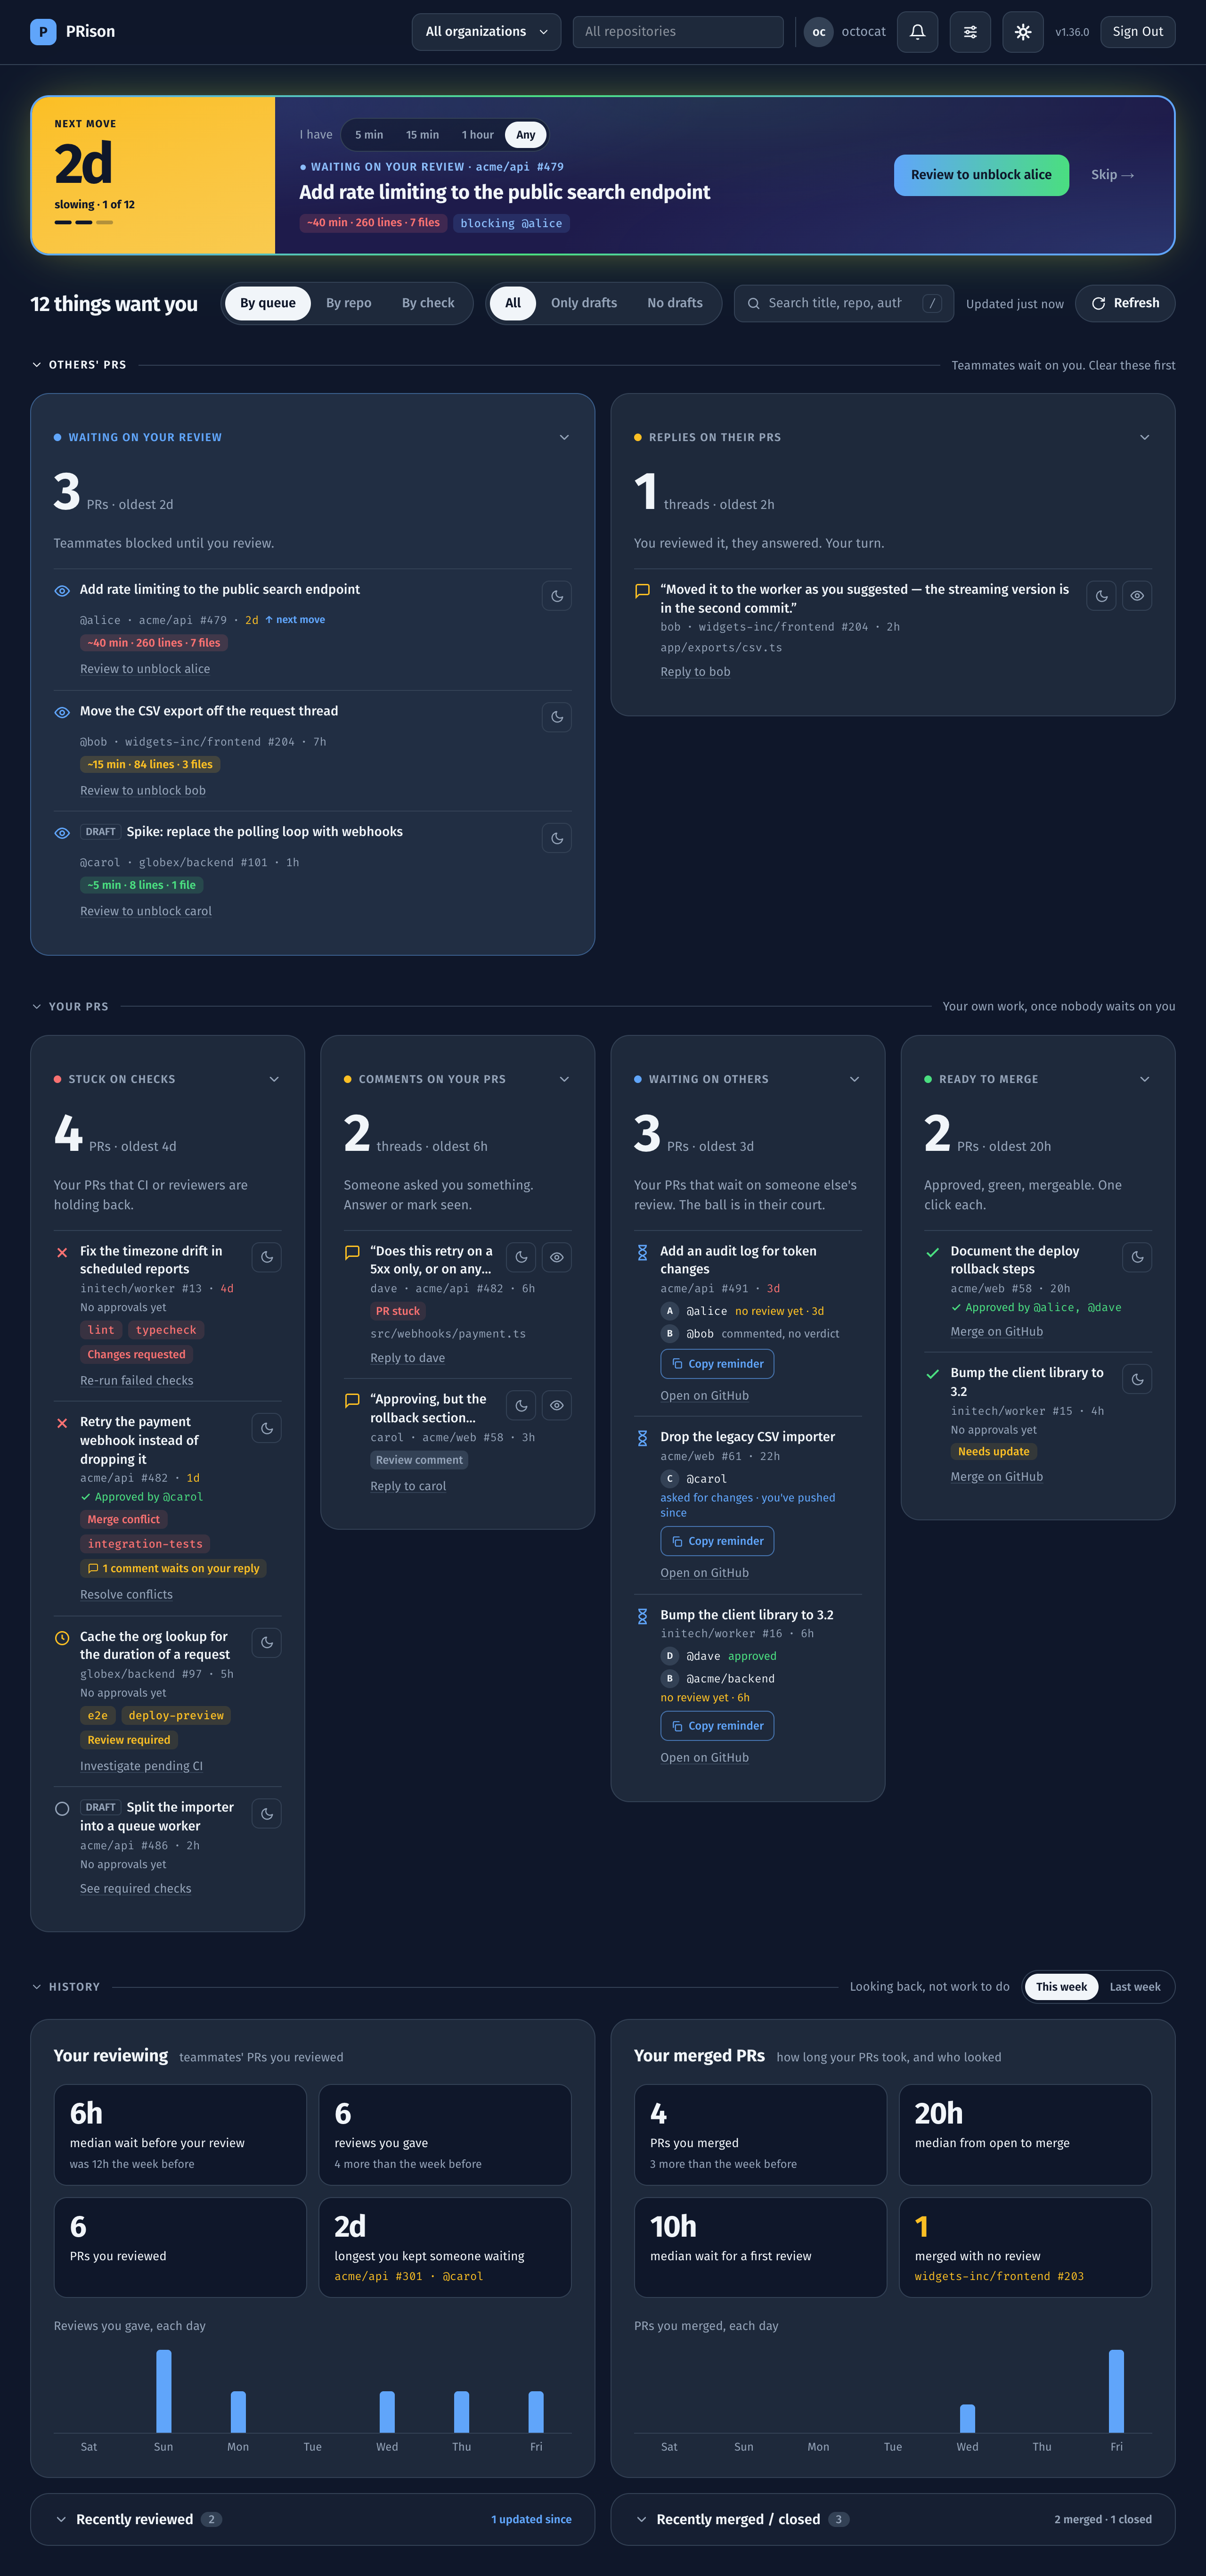 P PRison
All organizations
All repositories
oc octocat
v1.36.0
Sign Out
NEXT MOVE
2d
slowing · 1 of 12
I have 5 min 15 min 1 hour Any
WAITING ON YOUR REVIEW · acme/api #479
Add rate limiting to the public search endpoint
~40 min · 260 lines · 7 files blocking @alice
Review to unblock alice
Skip →
12 things want you
By queue By repo By check
All Only drafts No drafts
Search title, repo, auth /
Updated just now
Refresh
OTHERS' PRS
Teammates wait on you. Clear these first
WAITING ON YOUR REVIEW
3 PRs · oldest 2d
Teammates blocked until you review.
Add rate limiting to the public search endpoint
@alice · acme/api #479 · 2d ↑ next move
~40 min · 260 lines · 7 files
Review to unblock alice
Move the CSV export off the request thread
@bob · widgets-inc/frontend #204 · 7h
~15 min · 84 lines · 3 files
Review to unblock bob
DRAFT Spike: replace the polling loop with webhooks
@carol · globex/backend #101 · 1h
~5 min · 8 lines · 1 file
Review to unblock carol
REPLIES ON THEIR PRS
1 threads · oldest 2h
You reviewed it, they answered. Your turn.
“Moved it to the worker as you suggested — the streaming version is
in the second commit.”
bob · widgets-inc/frontend #204 · 2h
app/exports/csv.ts
Reply to bob
YOUR PRS
Your own work, once nobody waits on you
STUCK ON CHECKS
4 PRs · oldest 4d
Your PRs that CI or reviewers are
holding back.
Fix the timezone drift in
scheduled reports
initech/worker #13 · 4d
No approvals yet
lint typecheck
Changes requested
Re-run failed checks
Retry the payment
webhook instead of
dropping it
acme/api #482 · 1d
Approved by @carol
Merge conflict
integration-tests
1 comment waits on your reply
Resolve conflicts
Cache the org lookup for
the duration of a request
globex/backend #97 · 5h
No approvals yet
e2e deploy-preview
Review required
Investigate pending CI
DRAFT Split the importer
into a queue worker
acme/api #486 · 2h
No approvals yet
See required checks
COMMENTS ON YOUR PRS
2 threads · oldest 6h
Someone asked you something.
Answer or mark seen.
“Does this retry on a
5xx only, or on any…
dave · acme/api #482 · 6h
PR stuck
src/webhooks/payment.ts
Reply to dave
“Approving, but the
rollback section…
carol · acme/web #58 · 3h
Review comment
Reply to carol
WAITING ON OTHERS
3 PRs · oldest 3d
Your PRs that wait on someone else's
review. The ball is in their court.
Add an audit log for token
changes
acme/api #491 · 3d
A @alice no review yet · 3d
B @bob commented, no verdict
Copy reminder
Open on GitHub
Drop the legacy CSV importer
acme/web #61 · 22h
C @carol
asked for changes · you've pushed
since
Copy reminder
Open on GitHub
Bump the client library to 3.2
initech/worker #16 · 6h
D @dave approved
B @acme/backend
no review yet · 6h
Copy reminder
Open on GitHub
READY TO MERGE
2 PRs · oldest 20h
Approved, green, mergeable. One
click each.
Document the deploy
rollback steps
acme/web #58 · 20h
Approved by @alice, @dave
Merge on GitHub
Bump the client library to
3.2
initech/worker #15 · 4h
No approvals yet
Needs update
Merge on GitHub
HISTORY
Looking back, not work to do
This week Last week
Your reviewing teammates' PRs you reviewed
6h
median wait before your review
was 12h the week before
6
reviews you gave
4 more than the week before
6
PRs you reviewed
2d
longest you kept someone waiting
acme/api #301 · @carol
Reviews you gave, each day
Sat Sun Mon Tue Wed Thu Fri
Your merged PRs how long your PRs took, and who looked
4
PRs you merged
3 more than the week before
20h
median from open to merge
10h
median wait for a first review
1
merged with no review
widgets-inc/frontend #203
PRs you merged, each day
Sat Sun Mon Tue Wed Thu Fri
Recently reviewed 2
1 updated since
Recently merged / closed 3
2 merged · 1 closed